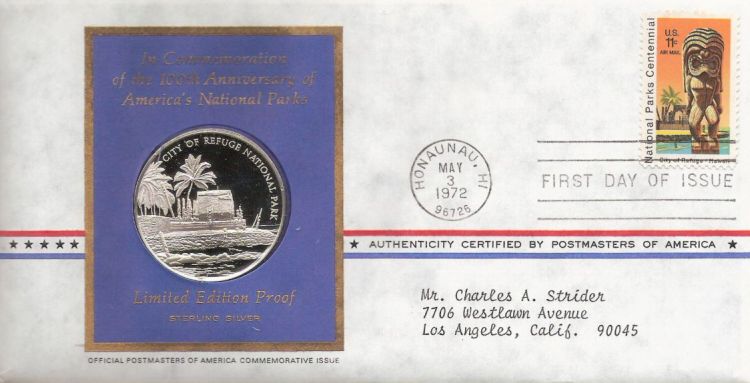 In Commemoration
of the 100th Anniversary of
America's National Parks
CITY OF REFUGE NATIONAL PARK
Limited Edition Proof
STERLING SILVER
OFFICIAL POSTMASTERS OF AMERICA COMMEMORATIVE ISSUE
National Parks Centennial
U.S.
11c
AIR MAIL
City of Refuge · Hawaii
HONAUNAU, HI
MAY
3
1972
96726
FIRST DAY OF ISSUE
AUTHENTICITY CERTIFIED BY POSTMASTERS OF AMERICA
Mr. Charles A. Strider
7706 Westlawn Avenue
Los Angeles, Calif. 90045